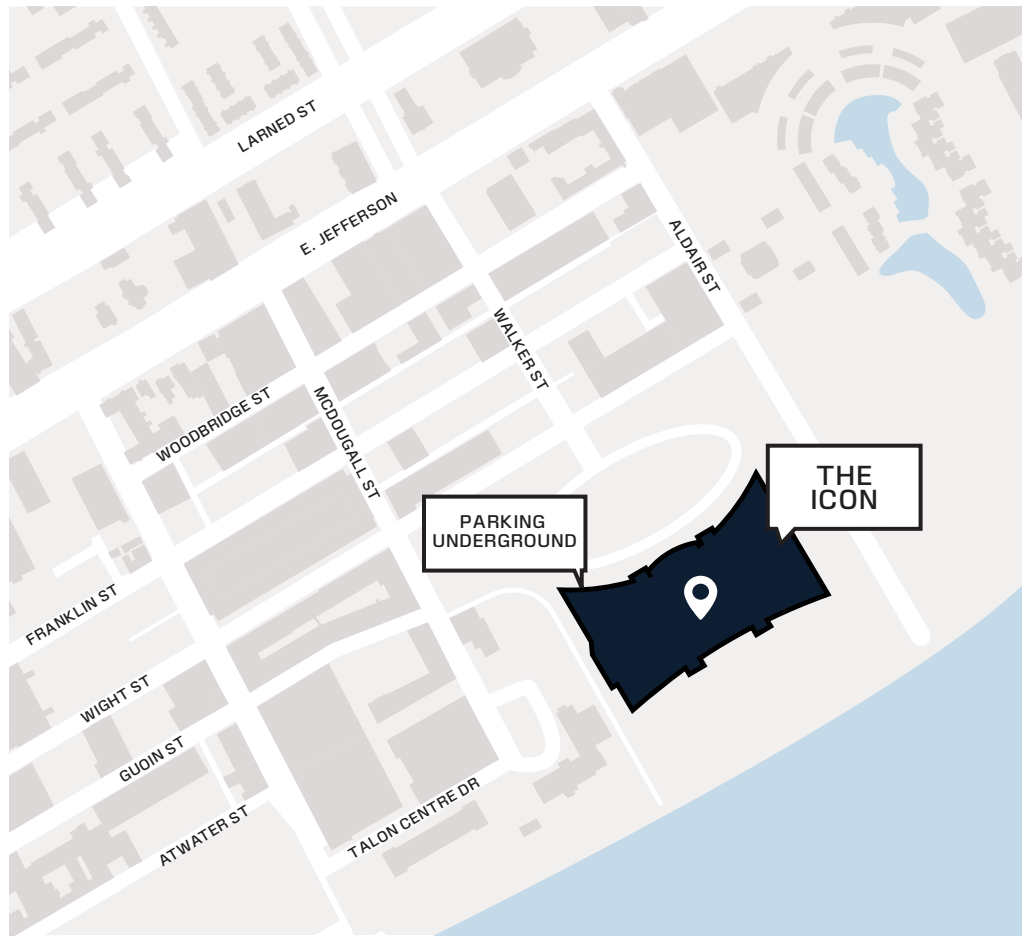 LARNED ST
E. JEFFERSON
ALDAIR ST
WALKER ST
WOODBRIDGE ST
MCDOUGALL ST
THE
ICON
PARKING
UNDERGROUND
FRANKLIN ST
WIGHT ST
GUOIN ST
TALON CENTRE DR
ATWATER ST